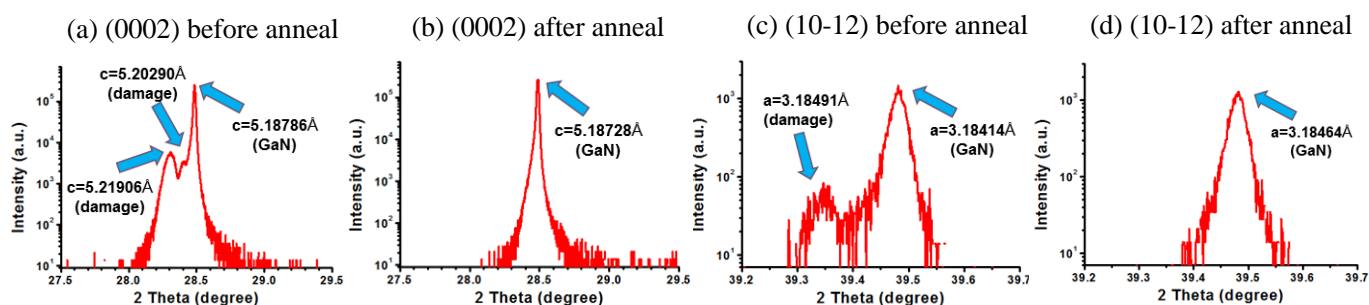 (a) (0002) before anneal
(b) (0002) after anneal
(c) (10-12) before anneal
(d) (10-12) after anneal
Intensity (a.u.)
10⁵
10⁴
10³
10²
10¹
c=5.20290Å
(damage)
c=5.18786Å
(GaN)
c=5.21906Å
(damage)
27.5 28.0 28.5 29.0 29.5
2 Theta (degree)
Intensity (a.u.)
10⁵
10⁴
10³
10²
10¹
c=5.18728Å
(GaN)
27.5 28.0 28.5 29.0 29.5
2 Theta (degree)
Intensity (a.u.)
10³
10²
10¹
a=3.18491Å
(damage)
a=3.18414Å
(GaN)
39.2 39.3 39.4 39.5 39.6 39.7
2 Theta (degree)
Intensity (a.u.)
10³
10²
10¹
a=3.18464Å
(GaN)
39.2 39.3 39.4 39.5 39.6 39.7
2 Theta (degree)